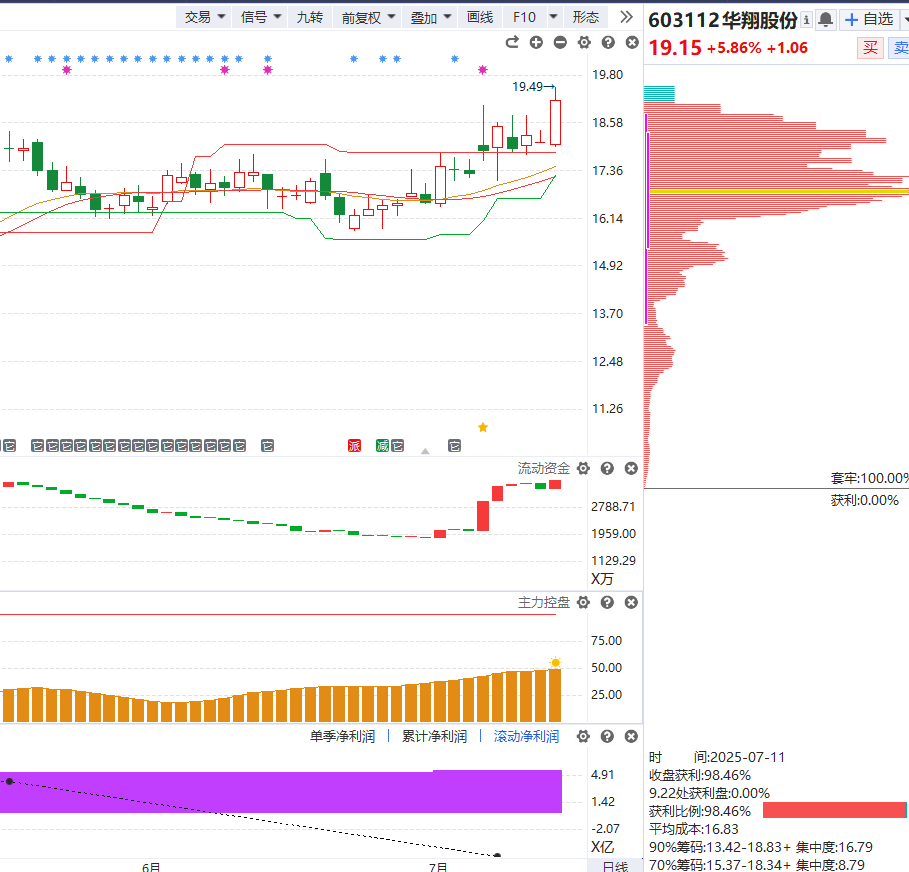 交易 信号 九转 前复权 叠加 画线 F10 形态
603112 华翔股份 i + 自选
19.15 +5.86% +1.06 买 卖
19.49
19.80
18.58
17.36
16.14
14.92
13.70
12.48
11.26
派 减
流动资金
2788.71
1959.00
1129.29
X万
主力控盘
75.00
50.00
25.00
单季净利润 累计净利润 滚动净利润
4.91
1.42
-2.07
X亿
6月 7月 日线
套牢:100.00%
获利:0.00%
时 间:2025-07-11
收盘获利:98.46%
9.22处获利盘:0.00%
获利比例:98.46%
平均成本:16.83
90%筹码:13.42-18.83+ 集中度:16.79
70%筹码:15.37-18.34+ 集中度:8.79